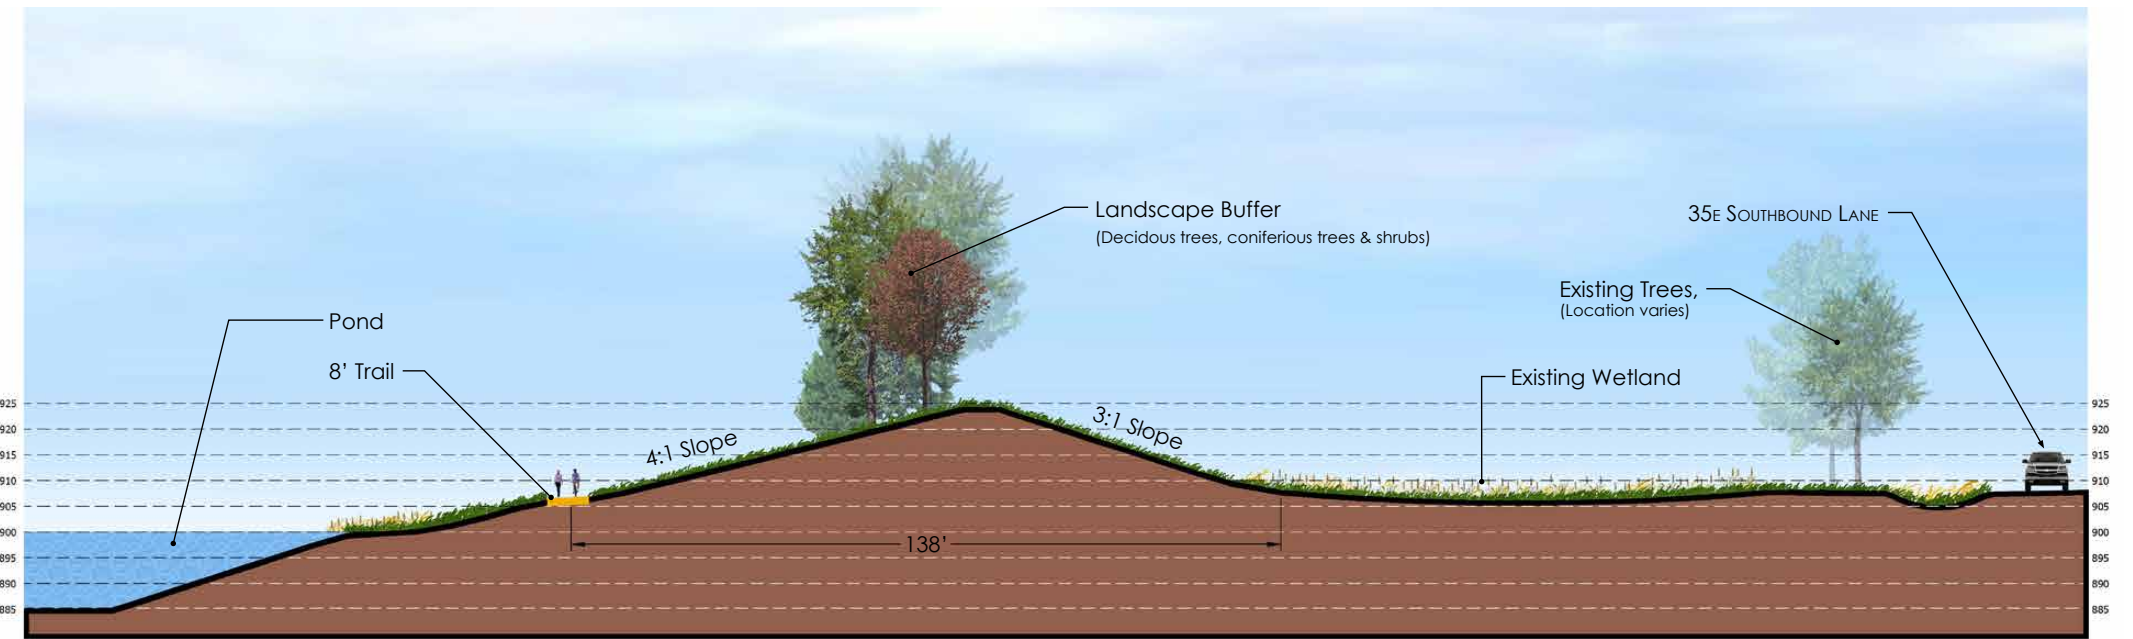 Landscape Buffer
(Decidous trees, coniferious trees & shrubs)
35E SOUTHBOUND LANE
Existing Trees,
(Location varies)
Pond
8' Trail
Existing Wetland
4:1 Slope
3:1 Slope
925
920
915
910
905
900
895
890
885
925
920
915
910
905
900
895
890
885
138'